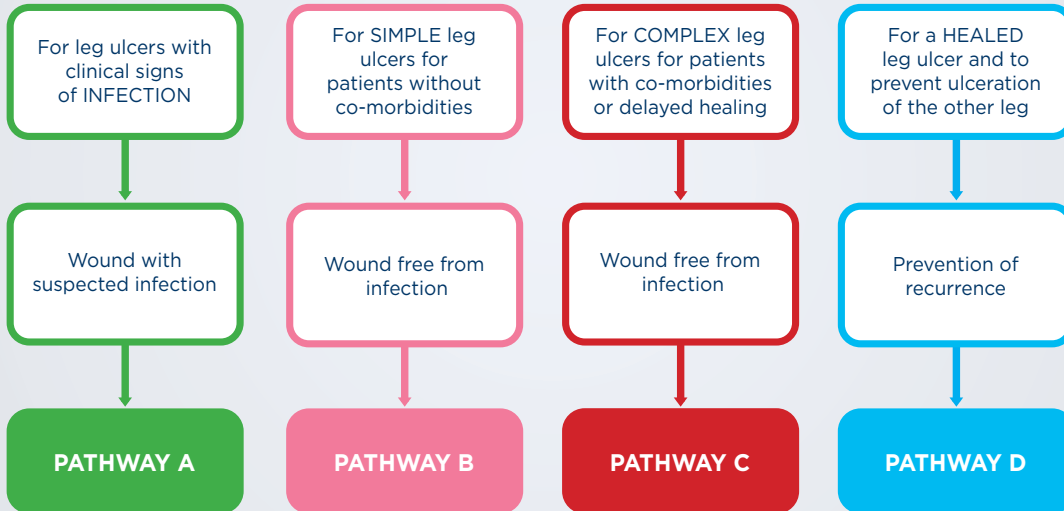 For leg ulcers with
clinical signs
of INFECTION
For SIMPLE leg
ulcers for
patients without
co-morbidities
For COMPLEX leg
ulcers for patients
with co-morbidities
or delayed healing
For a HEALED
leg ulcer and to
prevent ulceration
of the other leg
Wound with
suspected infection
Wound free from
infection
Wound free from
infection
Prevention of
recurrence
PATHWAY A
PATHWAY B
PATHWAY C
PATHWAY D